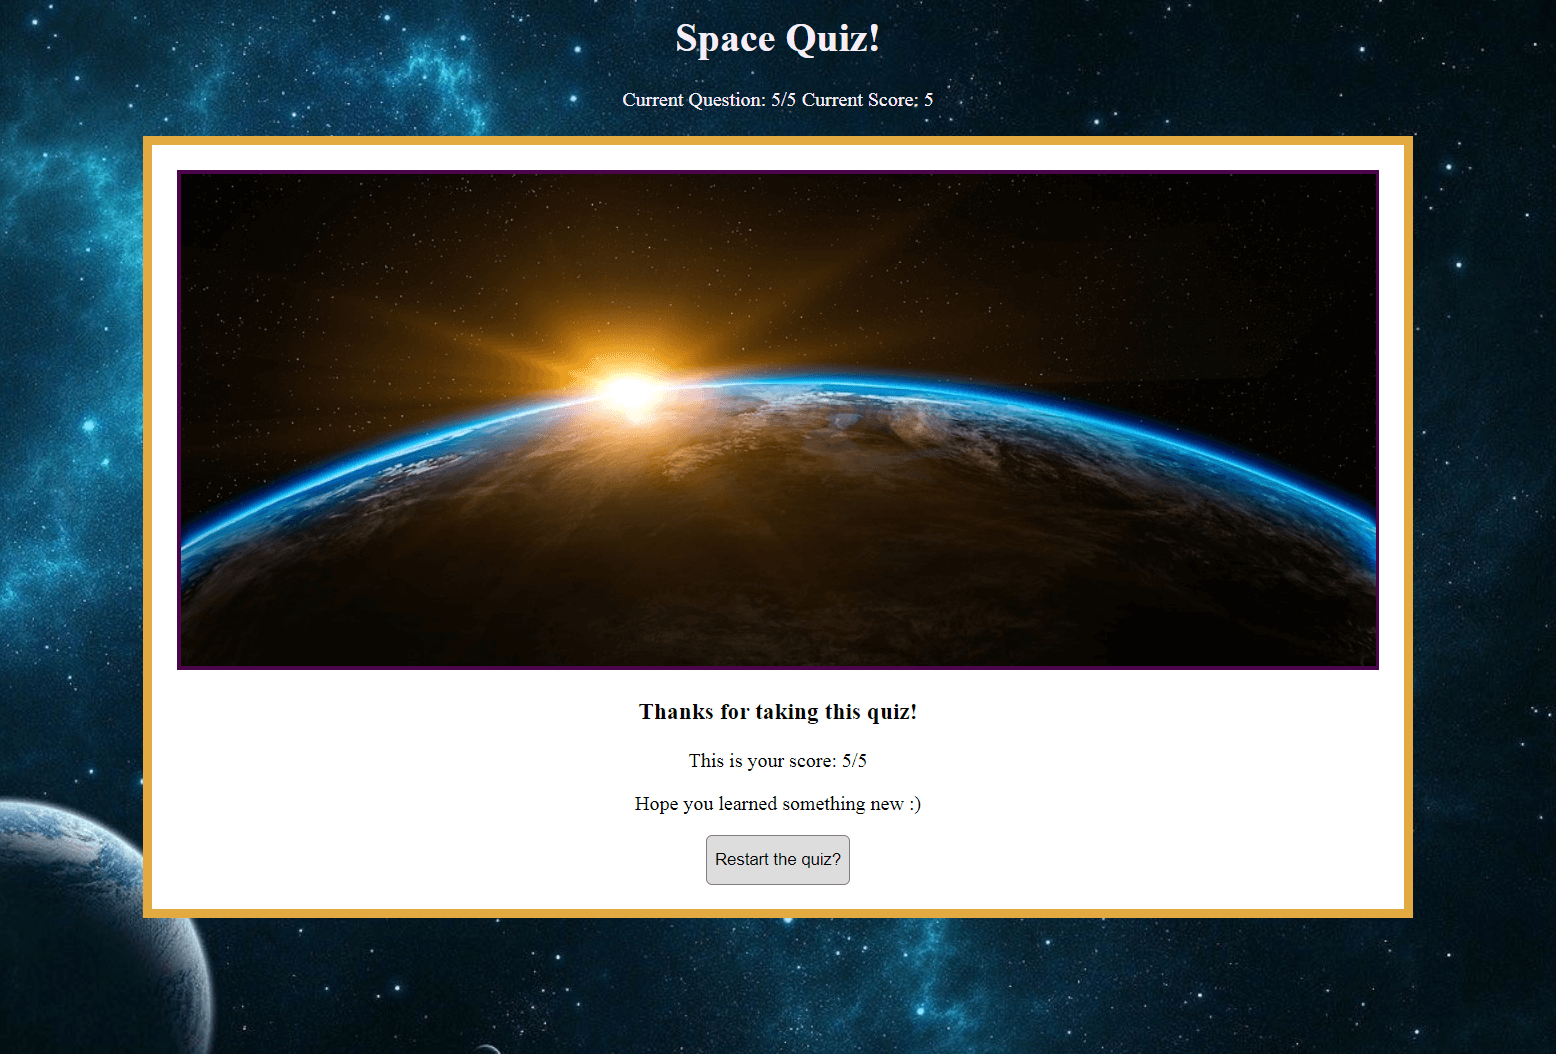 Space Quiz!
Current Question: 5/5 Current Score: 5
Thanks for taking this quiz!
This is your score: 5/5
Hope you learned something new :)
Restart the quiz?